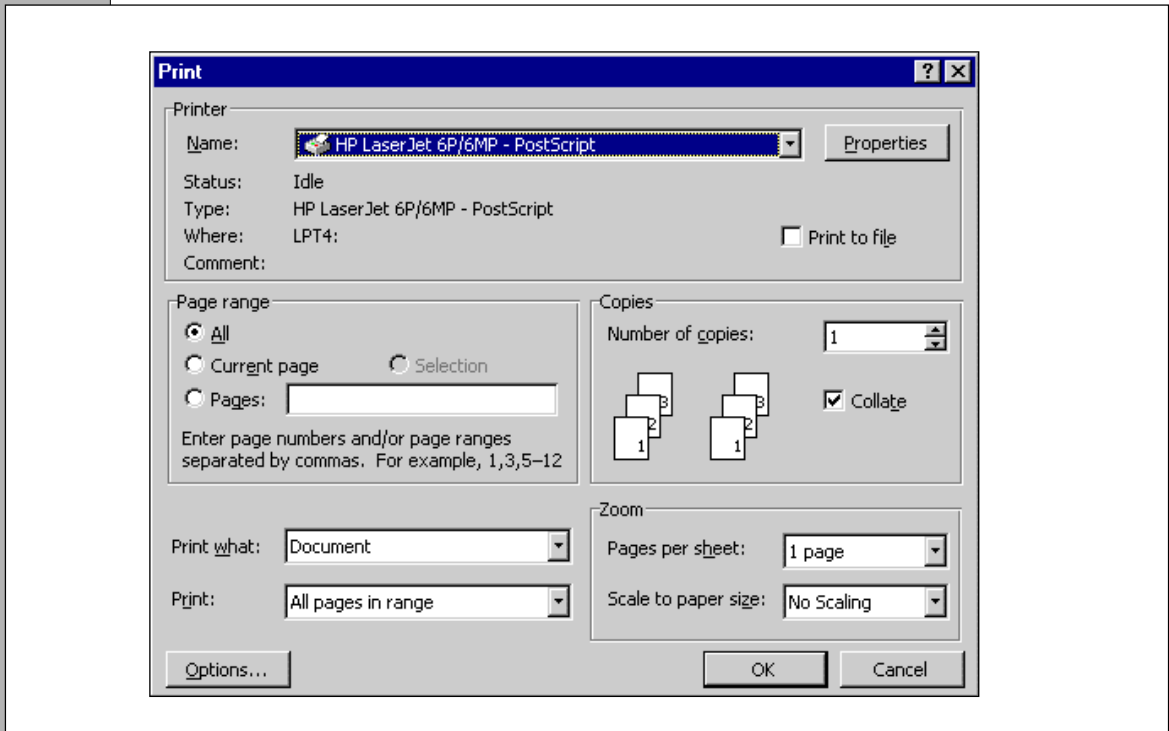 Print
Printer
Name: HP LaserJet 6P/6MP - PostScript Properties
Status: Idle
Type: HP LaserJet 6P/6MP - PostScript
Where: LPT4: Print to file
Comment:
Page range
All
Current page Selection
Pages:
Enter page numbers and/or page ranges
separated by commas. For example, 1,3,5–12
Copies
Number of copies: 1
3 3
2 2
1 1
Collate
Print what: Document
Print: All pages in range
Zoom
Pages per sheet: 1 page
Scale to paper size: No Scaling
Options... OK Cancel